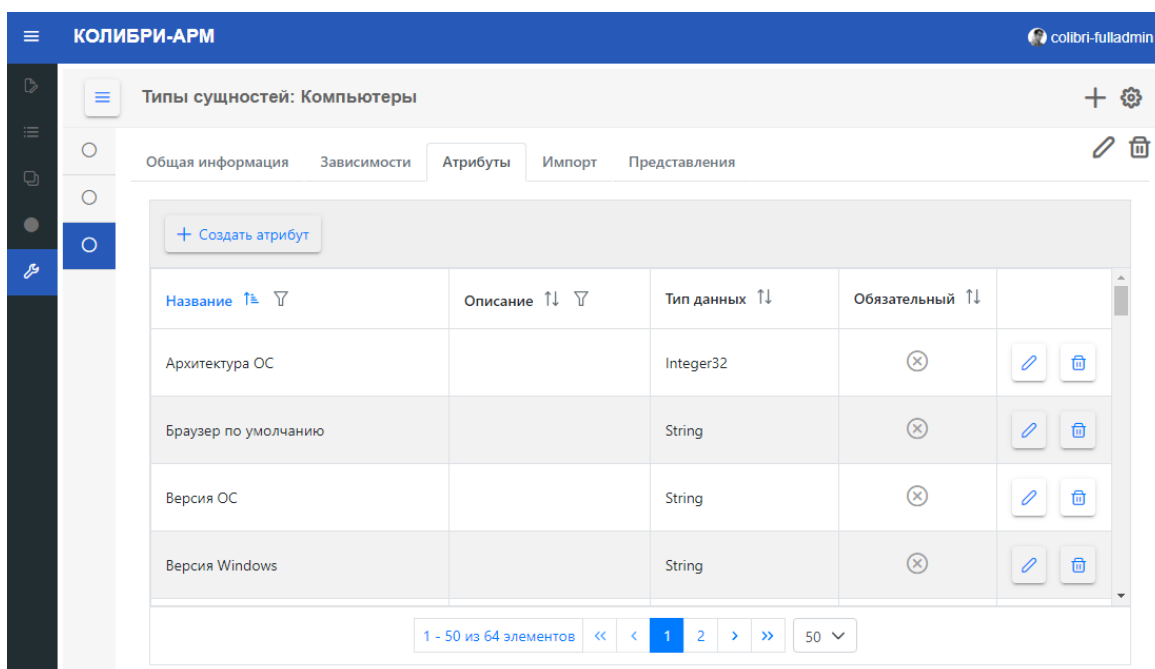 КОЛИБРИ-АРМ
colibri-fulladmin
Типы сущностей: Компьютеры
Общая информация Зависимости Атрибуты Импорт Представления
Создать атрибут
Название Описание Тип данных Обязательный
Архитектура ОС Integer32
Браузер по умолчанию String
Версия ОС String
Версия Windows String
1 - 50 из 64 элементов << < 1 2 > >> 50